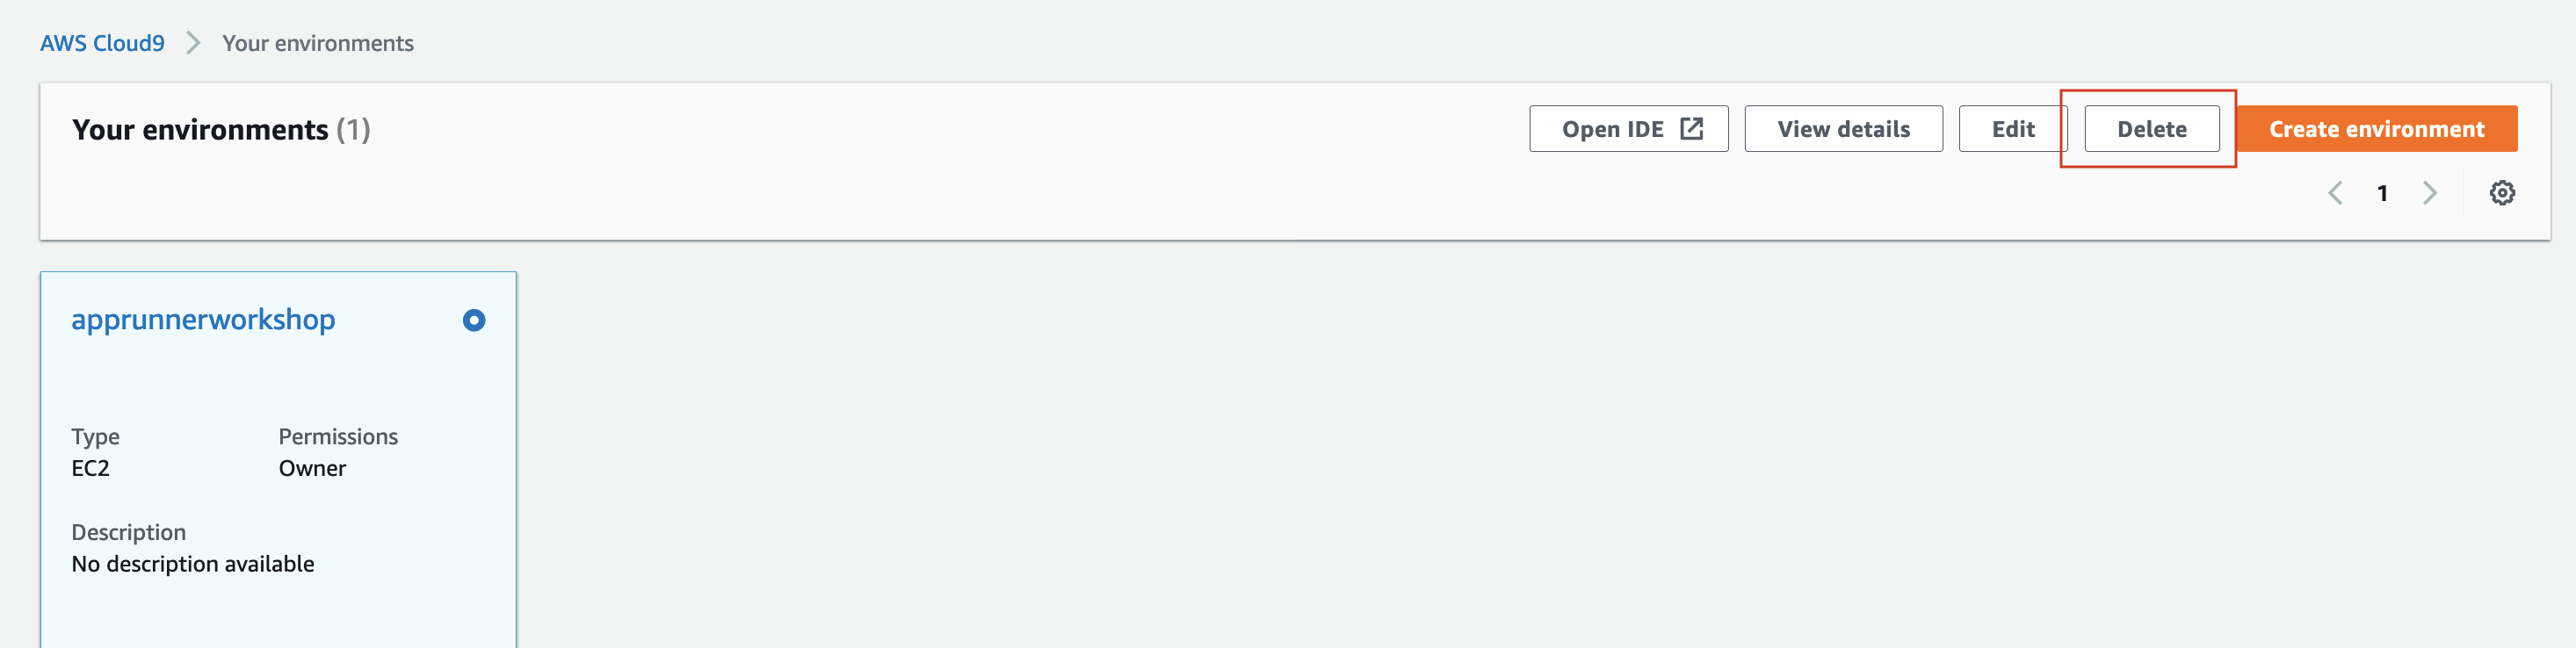 AWS Cloud9 > Your environments
Your environments (1)
Open IDE
View details
Edit
Delete
Create environment
1
apprunnerworkshop
Type
EC2
Permissions
Owner
Description
No description available